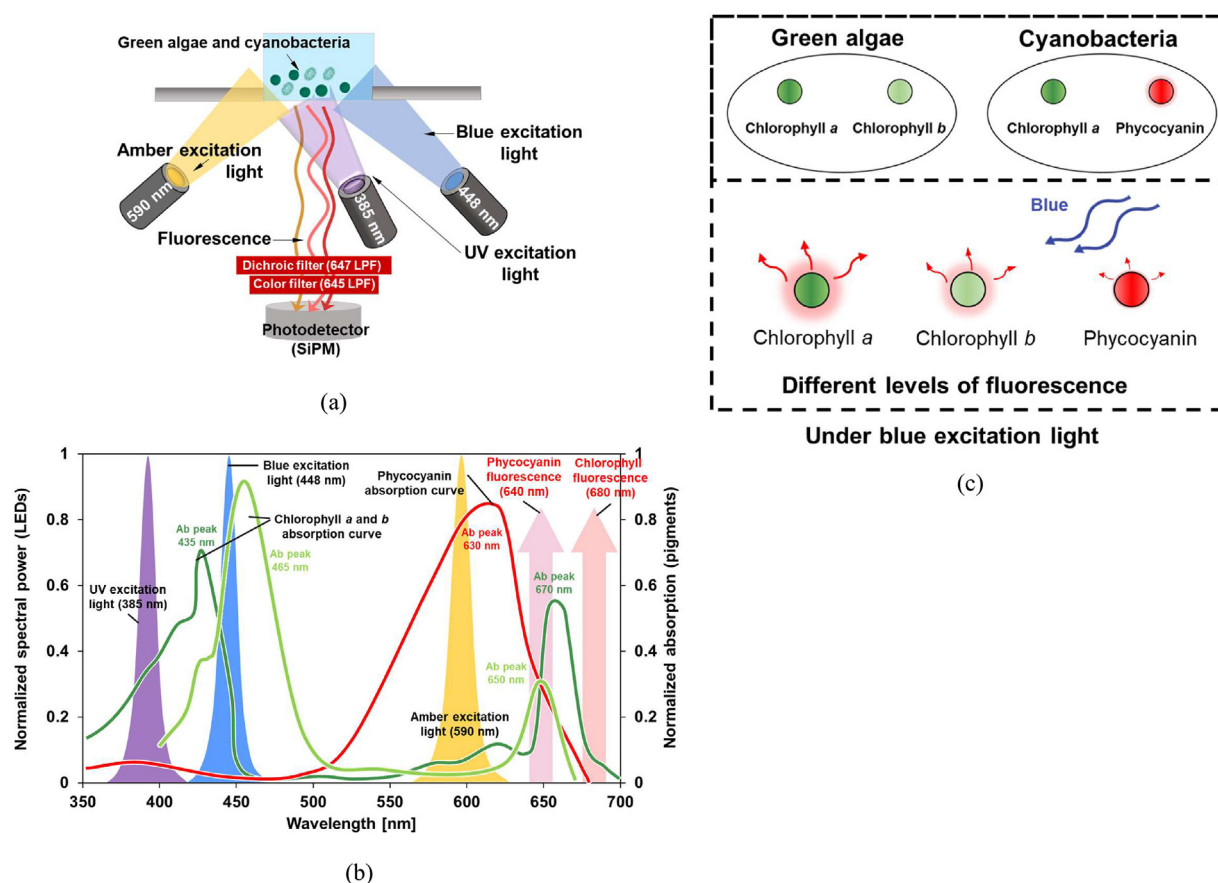 Green algae and cyanobacteria
Amber excitation
light
590 nm
385 nm
448 nm
Blue excitation
light
Fluorescence
UV excitation
light
Dichroic filter (647 LPF)
Color filter (645 LPF)
Photodetector
(SiPM)
(a)
Normalized spectral power (LEDs)
Normalized absorption (pigments)
1
0.8
0.6
0.4
0.2
0
1
0.8
0.6
0.4
0.2
0
350
400
450
500
550
600
650
700
Wavelength [nm]
UV excitation
light (385 nm)
Ab peak
435 nm
Blue excitation
light (448 nm)
Chlorophyll a and b
absorption curve
Ab peak
465 nm
Phycocyanin
absorption curve
Ab peak
630 nm
Phycocyanin
fluorescence
(640 nm)
Chlorophyll
fluorescence
(680 nm)
Ab peak
670 nm
Ab peak
650 nm
Amber excitation
light (590 nm)
(b)
Green algae
Cyanobacteria
Chlorophyll a
Chlorophyll b
Chlorophyll a
Phycocyanin
Blue
Chlorophyll a
Chlorophyll b
Phycocyanin
Different levels of fluorescence
Under blue excitation light
(c)